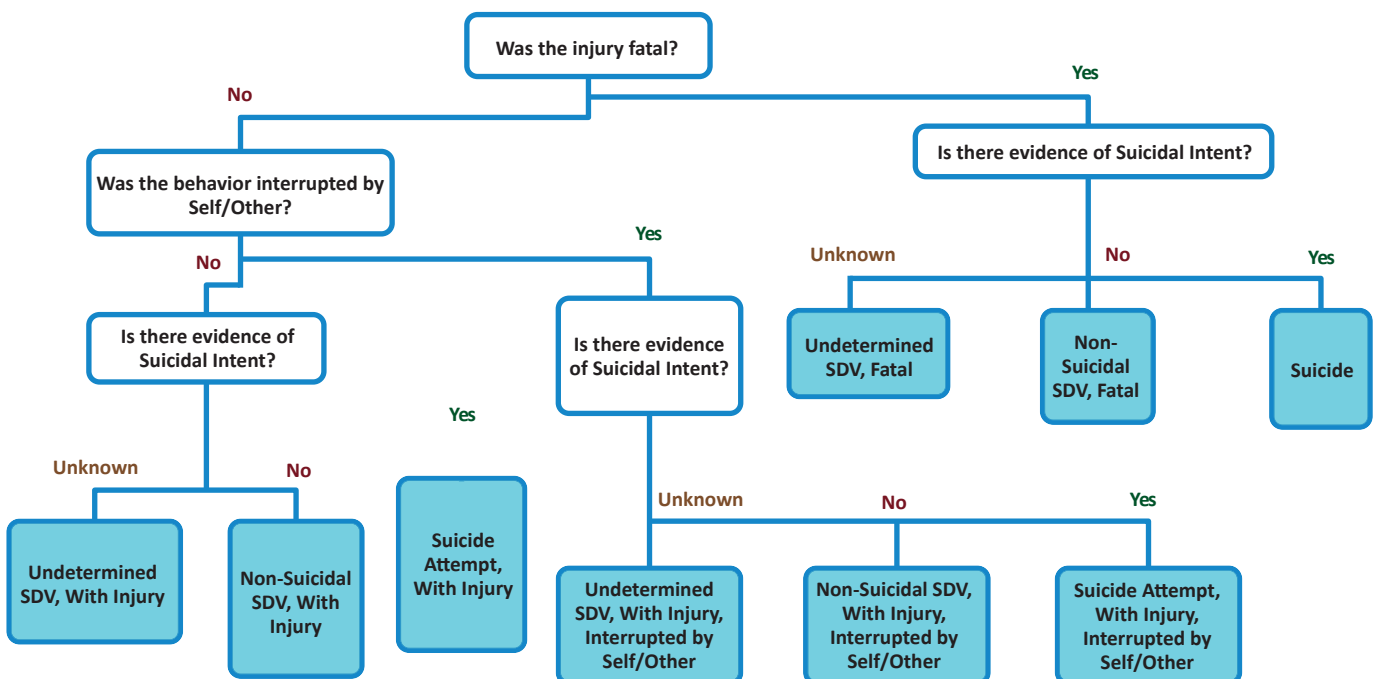 Was the injury fatal?
Yes
No
Is there evidence of Suicidal Intent?
Was the behavior interrupted by
Self/Other?
Yes
No
Unknown
No
Yes
Is there evidence of
Suicidal Intent?
Is there evidence
of Suicidal Intent?
Undetermined
SDV, Fatal
Non-
Suicidal
SDV, Fatal
Suicide
Yes
Unknown
No
Unknown
No
Yes
Undetermined
SDV, With Injury
Non-Suicidal
SDV, With
Injury
Suicide
Attempt,
With Injury
Undetermined
SDV, With Injury,
Interrupted by
Self/Other
Non-Suicidal SDV,
With Injury,
Interrupted by
Self/Other
Suicide Attempt,
With Injury,
Interrupted by
Self/Other